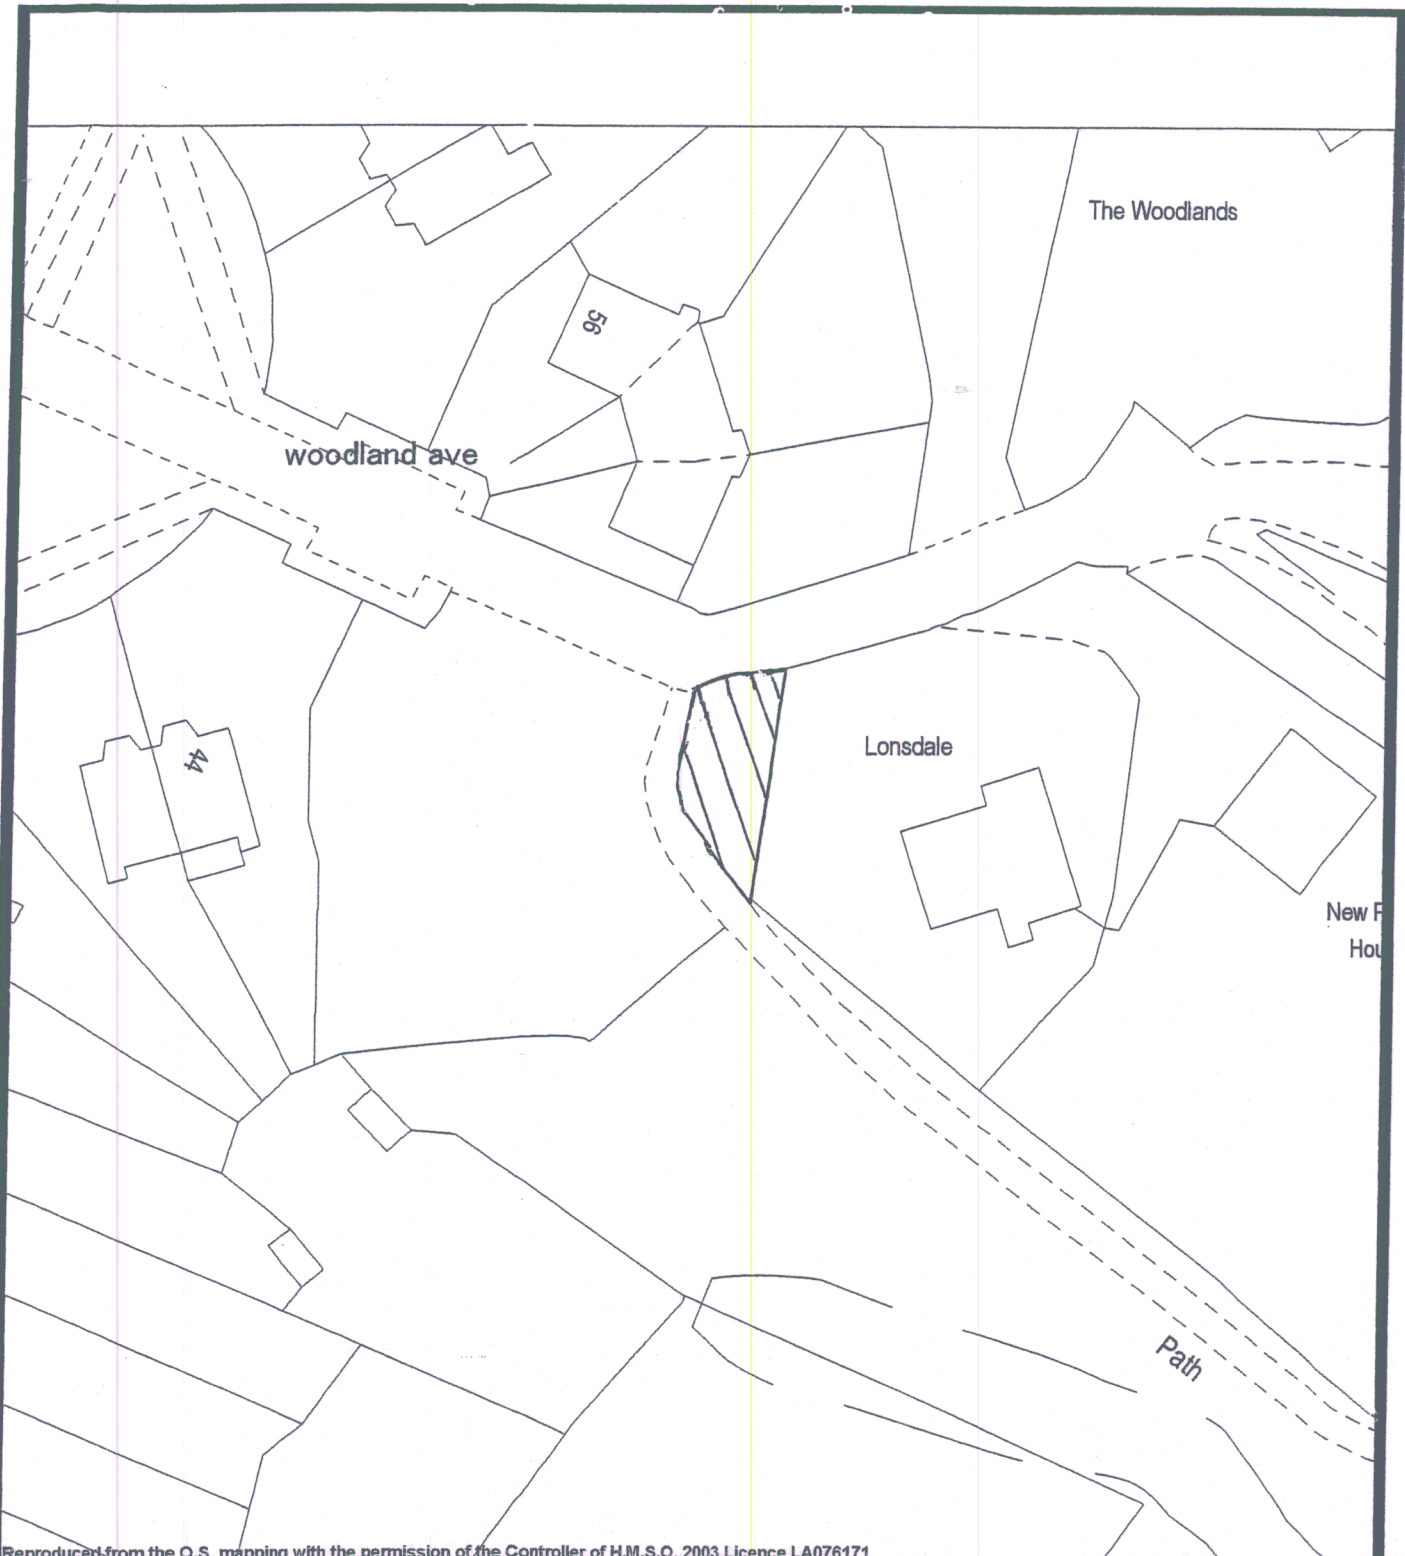 The Woodlands
56
woodland ave
Lonsdale
44
New
Path
Reproduced from the O.S. mapping with the permission of the Controller of H.M.S.O. 2003 Licence LA076171